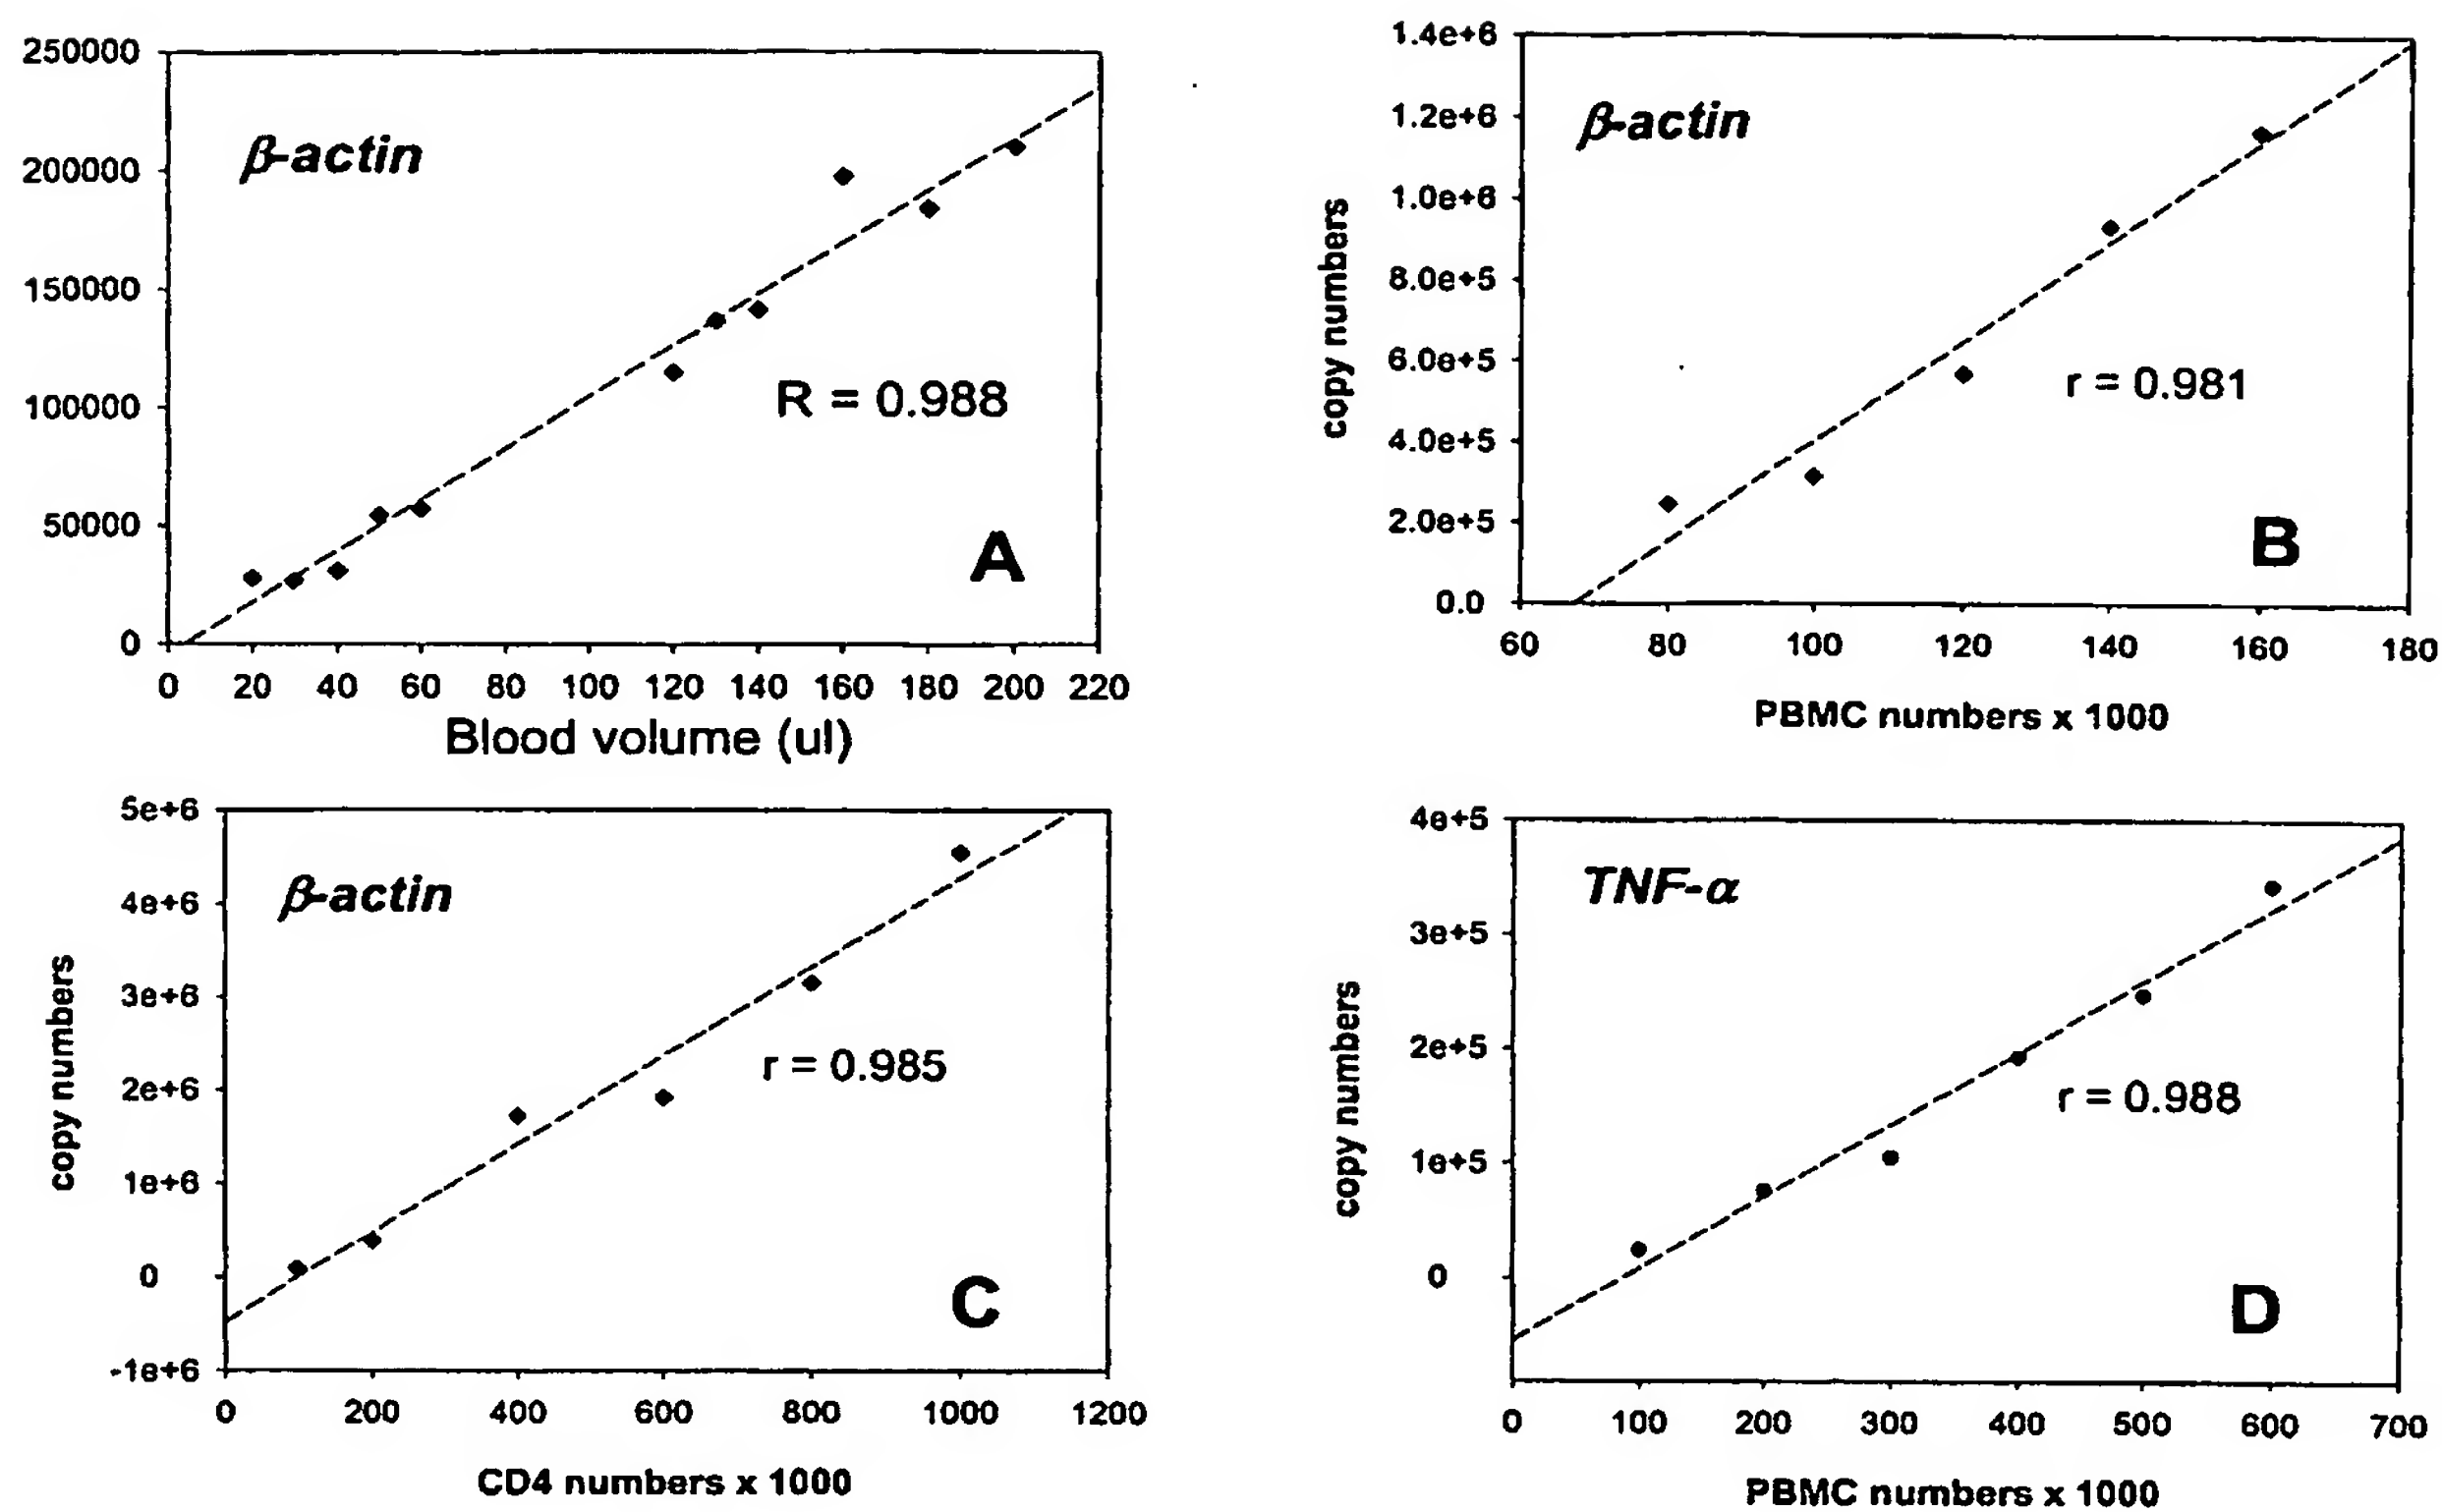 250000
200000
150000
100000
50000
0
β-actin
R = 0.988
A
0 20 40 60 80 100 120 140 160 180 200 220
Blood volume (ul)
1.4e+6
1.2e+6
1.0e+6
8.0e+5
6.0e+5
4.0e+5
2.0e+5
0.0
copy numbers
β-actin
r = 0.981
B
60 80 100 120 140 160 180
PBMC numbers x 1000
5e+6
4e+6
3e+6
2e+6
1e+6
0
-1e+6
copy numbers
β-actin
r = 0.985
C
0 200 400 600 800 1000 1200
CD4 numbers x 1000
4e+5
3e+5
2e+5
1e+5
0
copy numbers
TNF-α
r = 0.988
D
0 100 200 300 400 500 600 700
PBMC numbers x 1000